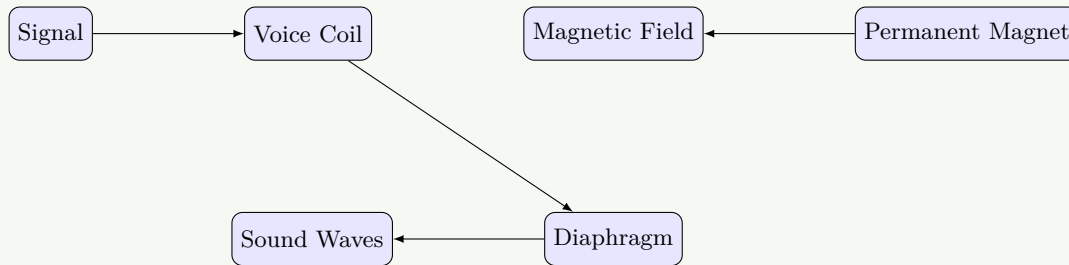 Signal
Voice Coil
Magnetic Field
Permanent Magnet
Sound Waves
Diaphragm